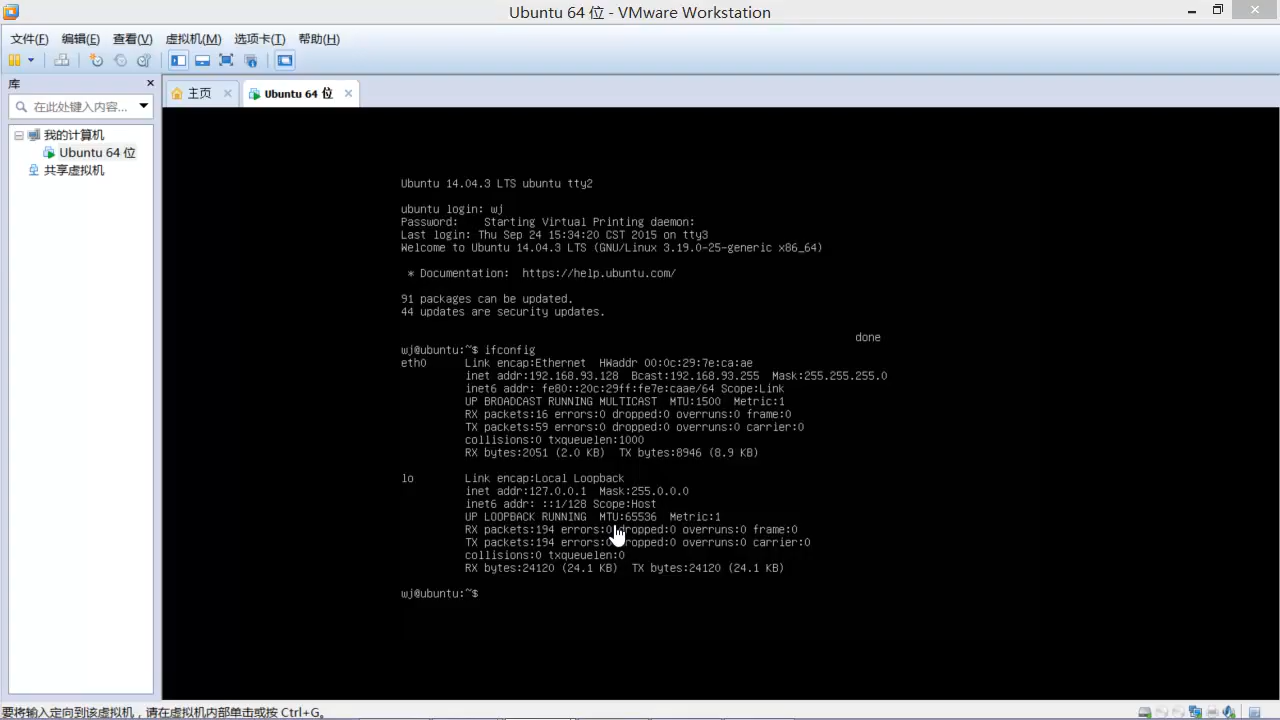 Ubuntu 64 位 - VMware Workstation
文件(F) 编辑(E) 查看(V) 虚拟机(M) 选项卡(T) 帮助(H)
库
在此处键入内容...
我的计算机
Ubuntu 64 位
共享虚拟机
主页
Ubuntu 64 位
Ubuntu 14.04.3 LTS ubuntu tty2
ubuntu login: wj
Password:    Starting Virtual Printing daemon:
Last login: Thu Sep 24 15:34:20 CST 2015 on tty3
Welcome to Ubuntu 14.04.3 LTS (GNU/Linux 3.19.0-25-generic x86_64)
* Documentation:  https://help.ubuntu.com/
91 packages can be updated.
44 updates are security updates.
done
wj@ubuntu:~$ ifconfig
eth0      Link encap:Ethernet  HWaddr 00:0c:29:7e:ca:ae
inet addr:192.168.93.128  Bcast:192.168.93.255  Mask:255.255.255.0
inet6 addr: fe80::20c:29ff:fe7e:caae/64 Scope:Link
UP BROADCAST RUNNING MULTICAST  MTU:1500  Metric:1
RX packets:16 errors:0 dropped:0 overruns:0 frame:0
TX packets:59 errors:0 dropped:0 overruns:0 carrier:0
collisions:0 txqueuelen:1000
RX bytes:2051 (2.0 KB)  TX bytes:8946 (8.9 KB)
lo        Link encap:Local Loopback
inet addr:127.0.0.1  Mask:255.0.0.0
inet6 addr: ::1/128 Scope:Host
UP LOOPBACK RUNNING  MTU:65536  Metric:1
RX packets:194 errors:0 dropped:0 overruns:0 frame:0
TX packets:194 errors:0 dropped:0 overruns:0 carrier:0
collisions:0 txqueuelen:0
RX bytes:24120 (24.1 KB)  TX bytes:24120 (24.1 KB)
wj@ubuntu:~$
要将输入定向到该虚拟机，请在虚拟机内部单击或按 Ctrl+G。